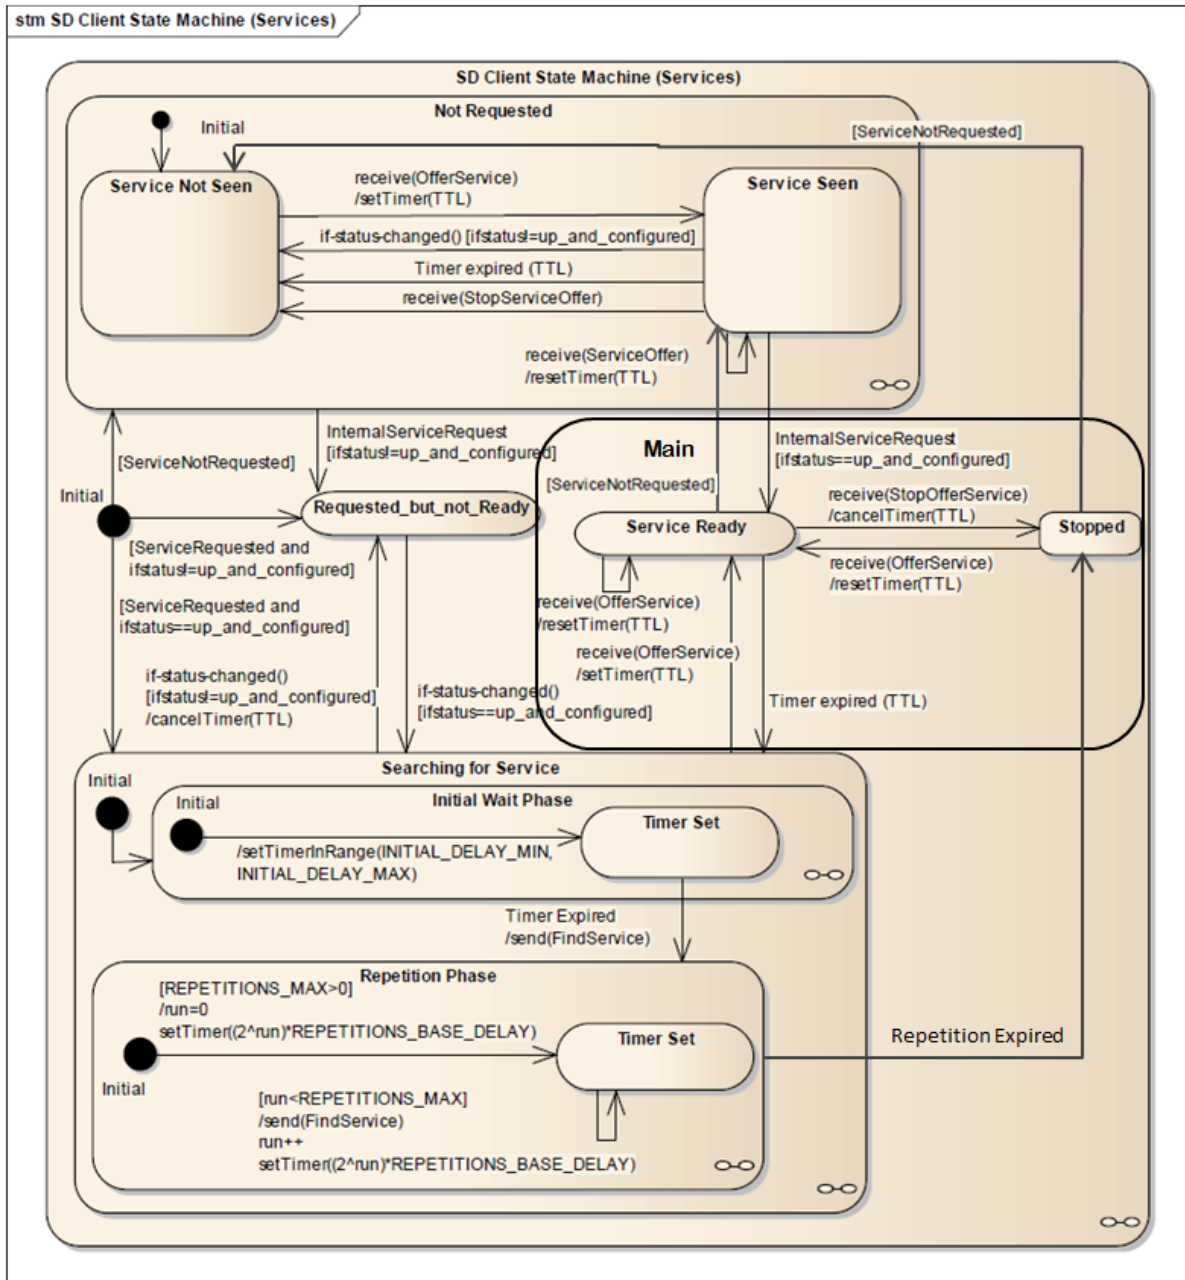 stm SD Client State Machine (Services)
SD Client State Machine (Services)
Not Requested
Initial
[ServiceNotRequested]
Service Not Seen
Service Seen
receive(OfferService)
/setTimer(TTL)
if-status-changed() [ifstatus!=up_and_configured]
Timer expired (TTL)
receive(StopServiceOffer)
receive(ServiceOffer)
/resetTimer(TTL)
InternalServiceRequest
[ifstatus!=up_and_configured]
[ServiceNotRequested]
Initial
Requested_but_not_Ready
[ServiceRequested and
ifstatus!=up_and_configured]
[ServiceRequested and
ifstatus==up_and_configured]
if-status-changed()
[ifstatus!=up_and_configured]
/cancelTimer(TTL)
if-status-changed()
[ifstatus==up_and_configured]
Main
InternalServiceRequest
[ifstatus==up_and_configured]
[ServiceNotRequested]
Service Ready
receive(StopOfferService)
/cancelTimer(TTL)
Stopped
receive(OfferService)
/resetTimer(TTL)
receive(OfferService)
/resetTimer(TTL)
receive(OfferService)
/setTimer(TTL)
Timer expired (TTL)
Searching for Service
Initial
Initial Wait Phase
Initial
Timer Set
/setTimerInRange(INITIAL_DELAY_MIN,
INITIAL_DELAY_MAX)
Timer Expired
/send(FindService)
Repetition Phase
[REPETITIONS_MAX>0]
/run=0
setTimer((2^run)*REPETITIONS_BASE_DELAY)
Timer Set
Initial
Repetition Expired
[run<REPETITIONS_MAX]
/send(FindService)
run++
setTimer((2^run)*REPETITIONS_BASE_DELAY)